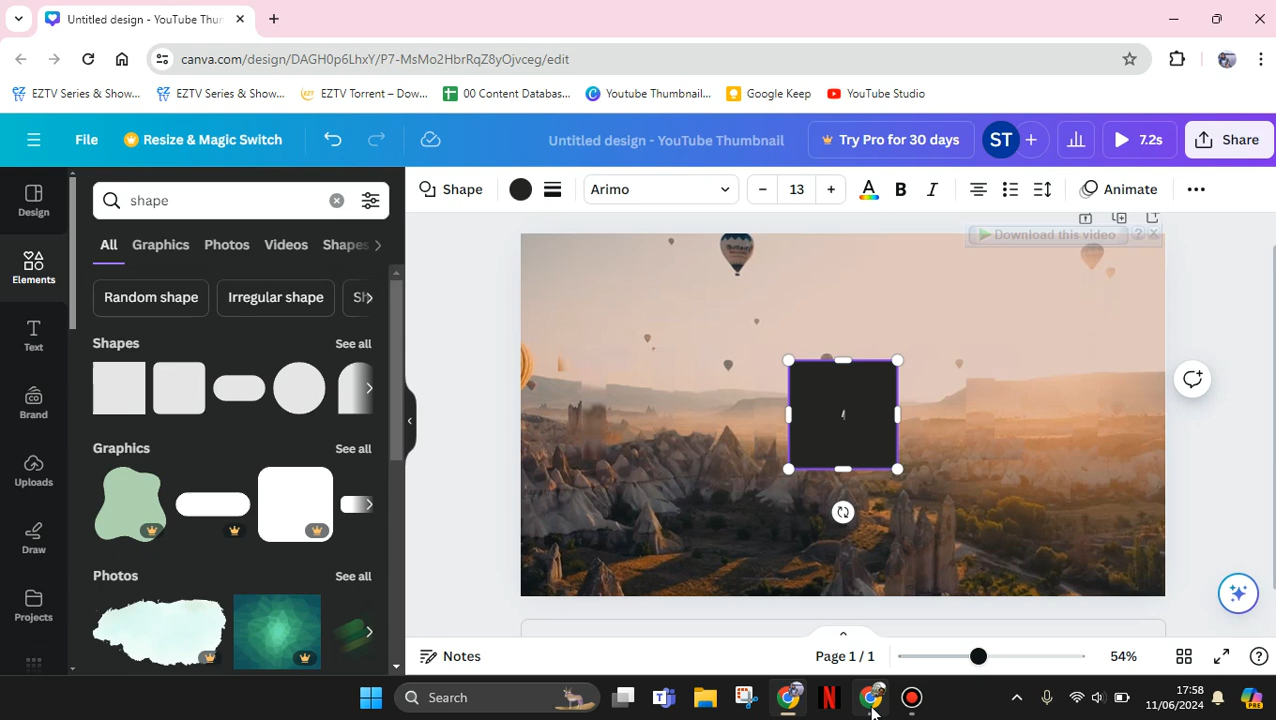 Untitled design - YouTube Thun
canva.com/design/DAGH0p6LhxY/P7-MsMo2HbrRqZ8yOjvceg/edit
EZTV Series & Show...
EZTV Series & Show...
EZTV Torrent – Dow...
00 Content Databas...
Youtube Thumbnail...
Google Keep
YouTube Studio
File
Resize & Magic Switch
Untitled design - YouTube Thumbnail
Try Pro for 30 days
ST
7.2s
Share
Design
Elements
Text
Brand
Uploads
Draw
Projects
shape
All
Graphics
Photos
Videos
Shapes
Random shape
Irregular shape
Sh
Shapes
See all
Graphics
See all
Photos
See all
Shape
Arimo
13
A
B
I
Animate
Download this video
?
Notes
Page 1 / 1
54%
Search
17:58
11/06/2024
PRE